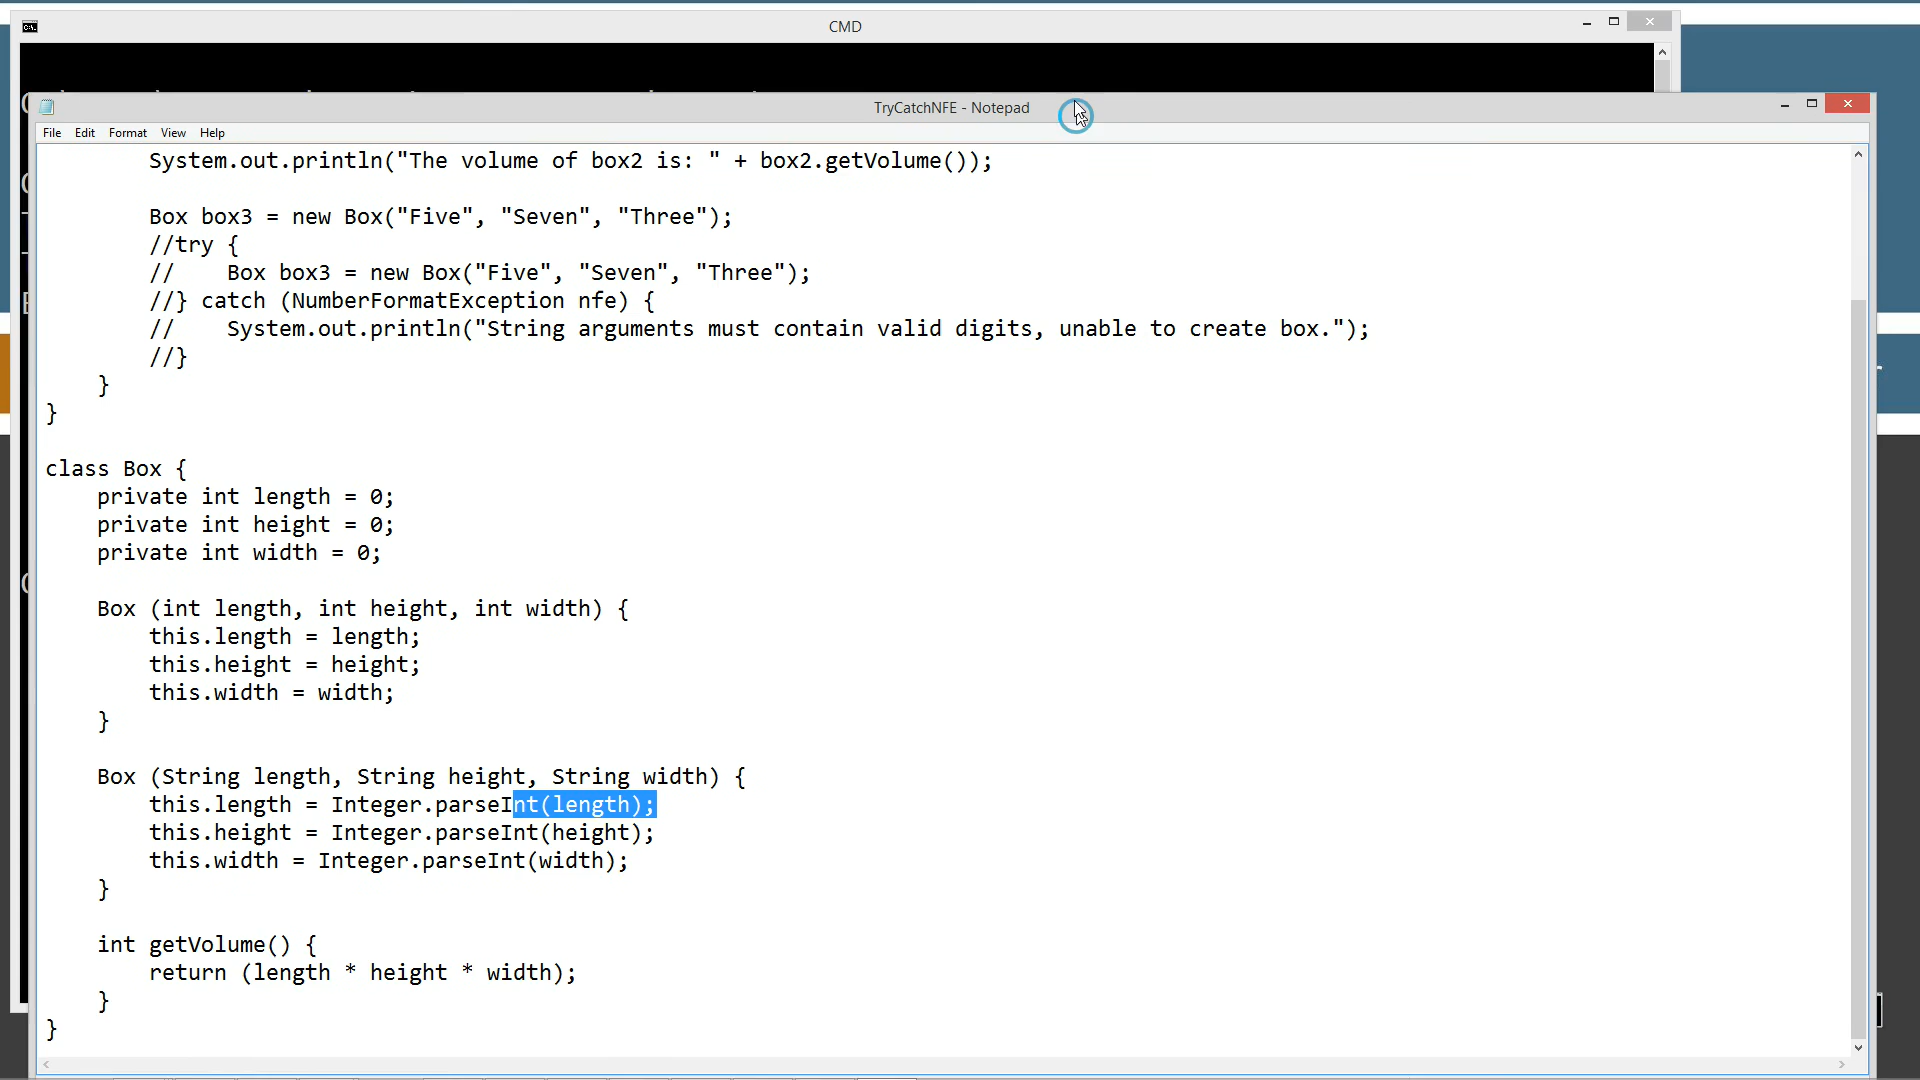 CMD
TryCatchNFE - Notepad
File Edit Format View Help
System.out.println("The volume of box2 is: " + box2.getVolume());
Box box3 = new Box("Five", "Seven", "Three");
//try {
//    Box box3 = new Box("Five", "Seven", "Three");
//} catch (NumberFormatException nfe) {
//    System.out.println("String arguments must contain valid digits, unable to create box.");
//}
}
}
class Box {
private int length = 0;
private int height = 0;
private int width = 0;
Box (int length, int height, int width) {
this.length = length;
this.height = height;
this.width = width;
}
Box (String length, String height, String width) {
this.length = Integer.parseInt(length);
this.height = Integer.parseInt(height);
this.width = Integer.parseInt(width);
}
int getVolume() {
return (length * height * width);
}
}